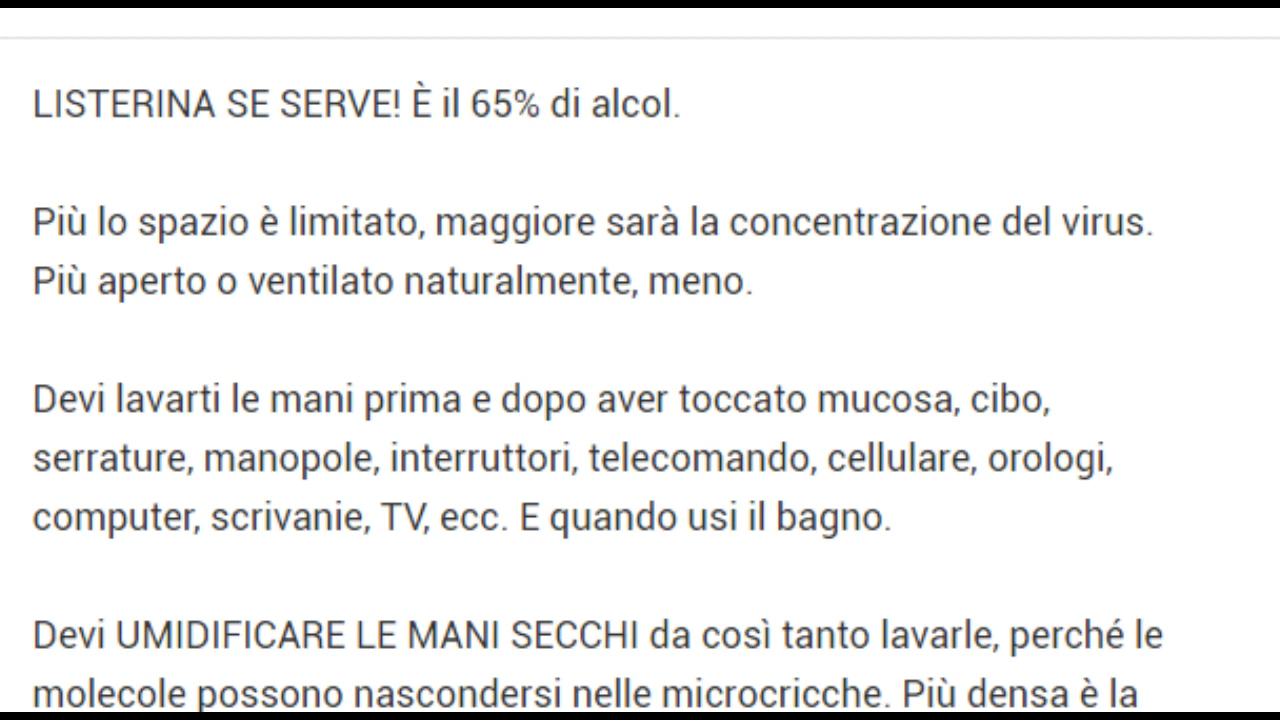 LISTERINA SE SERVE! È il 65% di alcol.
Più lo spazio è limitato, maggiore sarà la concentrazione del virus.
Più aperto o ventilato naturalmente, meno.
Devi lavarti le mani prima e dopo aver toccato mucosa, cibo,
serrature, manopole, interruttori, telecomando, cellulare, orologi,
computer, scrivanie, TV, ecc. E quando usi il bagno.
Devi UMIDIFICARE LE MANI SECCHI da così tanto lavarle, perché le
molecole possono nascondersi nelle microcricche. Più densa è la